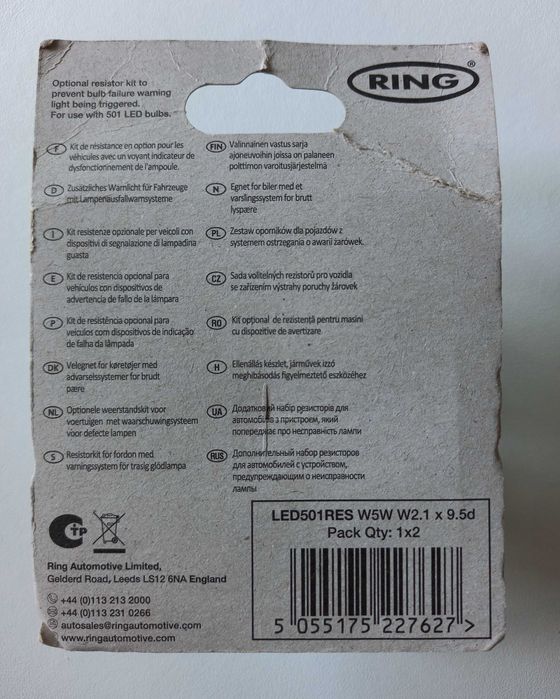 RING®
Optional resistor kit to
prevent bulb failure warning
light being triggered.
For use with 501 LED bulbs.
F Kit de résistance en option pour les
véhicules avec un voyant indicateur de
dysfonctionnement de l'ampoule.
D Zusätzliches Warnlicht für Fahrzeuge
mit Lampenausfallwarnsysteme
I Kit resistenze opzionale per veicoli con
dispositivi di segnalazione di lampadina
guasta
E Kit de resistencia opcional para
vehículos con dispositivos de
advertencia de fallo de la lámpara
P Kit de resistência opcional para
veículos com dispositivos de indicação
de falha da lâmpada
DK Velegnet for køretøjer med
advarselssystemer for brudt
pære
NL Optionele weerstandskit voor
voertuigen met waarschuwingsysteem
voor defecte lampen
S Resistorkit för fordon med
varningssystem för trasig glödlampa
FIN Valinnainen vastus sarja
ajoneuvoihin joissa on palaneen
polttimon varoitusjärjestelmä
N Egnet for biler med et
varslingssystem for brutt
lyspære
PL Zestaw oporników dla pojazdów z
systemem ostrzegania o awarii żarówek.
CZ Sada volitelných rezistorů pro vozidla
se zařízením výstrahy poruchy žárovek
RO Kit opţional de rezistenţă pentru masini
cu dispozitive de avertizare
H Ellenállás készlet, járművek izzó
meghibásodás figyelmeztető eszközéhez
UA Додатковий набір резисторів для
автомобілів з пристроєм, який
попереджає про несправність лампи
RUS Дополнительный набор резисторов
для автомобилей с устройством,
предупреждающим о неисправности
лампы
TP
Ring Automotive Limited,
Gelderd Road, Leeds LS12 6NA England
+44 (0)113 213 2000
+44 (0)113 231 0266
autosales@ringautomotive.com
www.ringautomotive.com
LED501RES W5W W2.1 x 9.5d
Pack Qty: 1x2
5 055175 227627 >